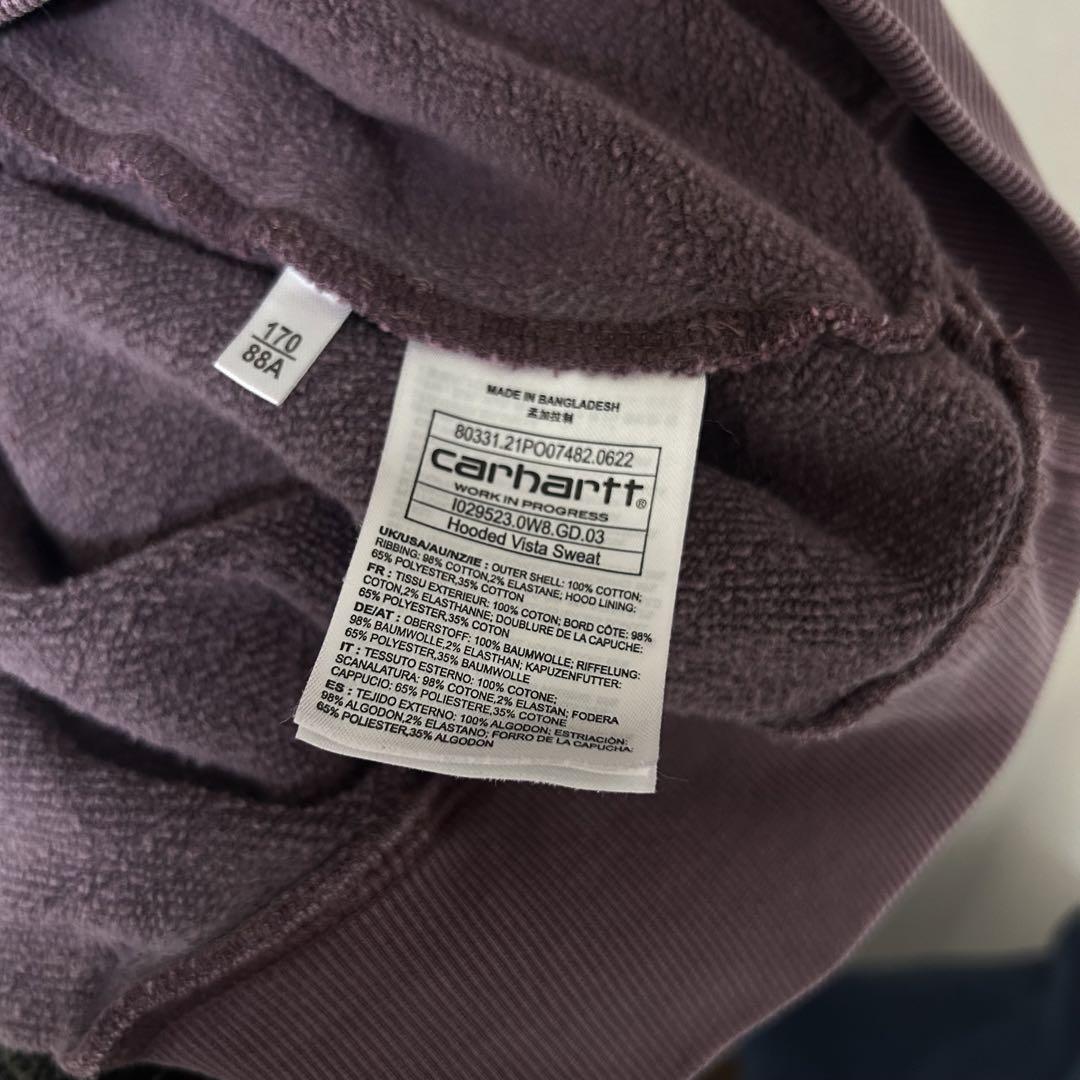 170
88A
MADE IN BANGLADESH
孟加拉制
80331.21PO07482.0622
carhartt®
WORK IN PROGRESS
I029523.0W8.GD.03
Hooded Vista Sweat
UK/USA/AU/NZ/IE : OUTER SHELL: 100% COTTON;
RIBBING: 98% COTTON,2% ELASTANE; HOOD LINING:
65% POLYESTER,35% COTTON
FR : TISSU EXTERIEUR: 100% COTON; BORD CÔTE: 98%
COTON,2% ELASTHANNE; DOUBLURE DE LA CAPUCHE:
65% POLYESTER,35% COTON
DE/AT : OBERSTOFF: 100% BAUMWOLLE; RIFFELUNG:
98% BAUMWOLLE,2% ELASTHAN; KAPUZENFUTTER:
65% POLYESTER,35% BAUMWOLLE
IT : TESSUTO ESTERNO: 100% COTONE;
SCANALATURA: 98% COTONE,2% ELASTAN; FODERA
CAPPUCIO: 65% POLIESTERE,35% COTONE
ES : TEJIDO EXTERNO: 100% ALGODON; ESTRIACIÓN:
98% ALGODON,2% ELASTANO; FORRO DE LA CAPUCHA:
65% POLIESTER,35% ALGODON